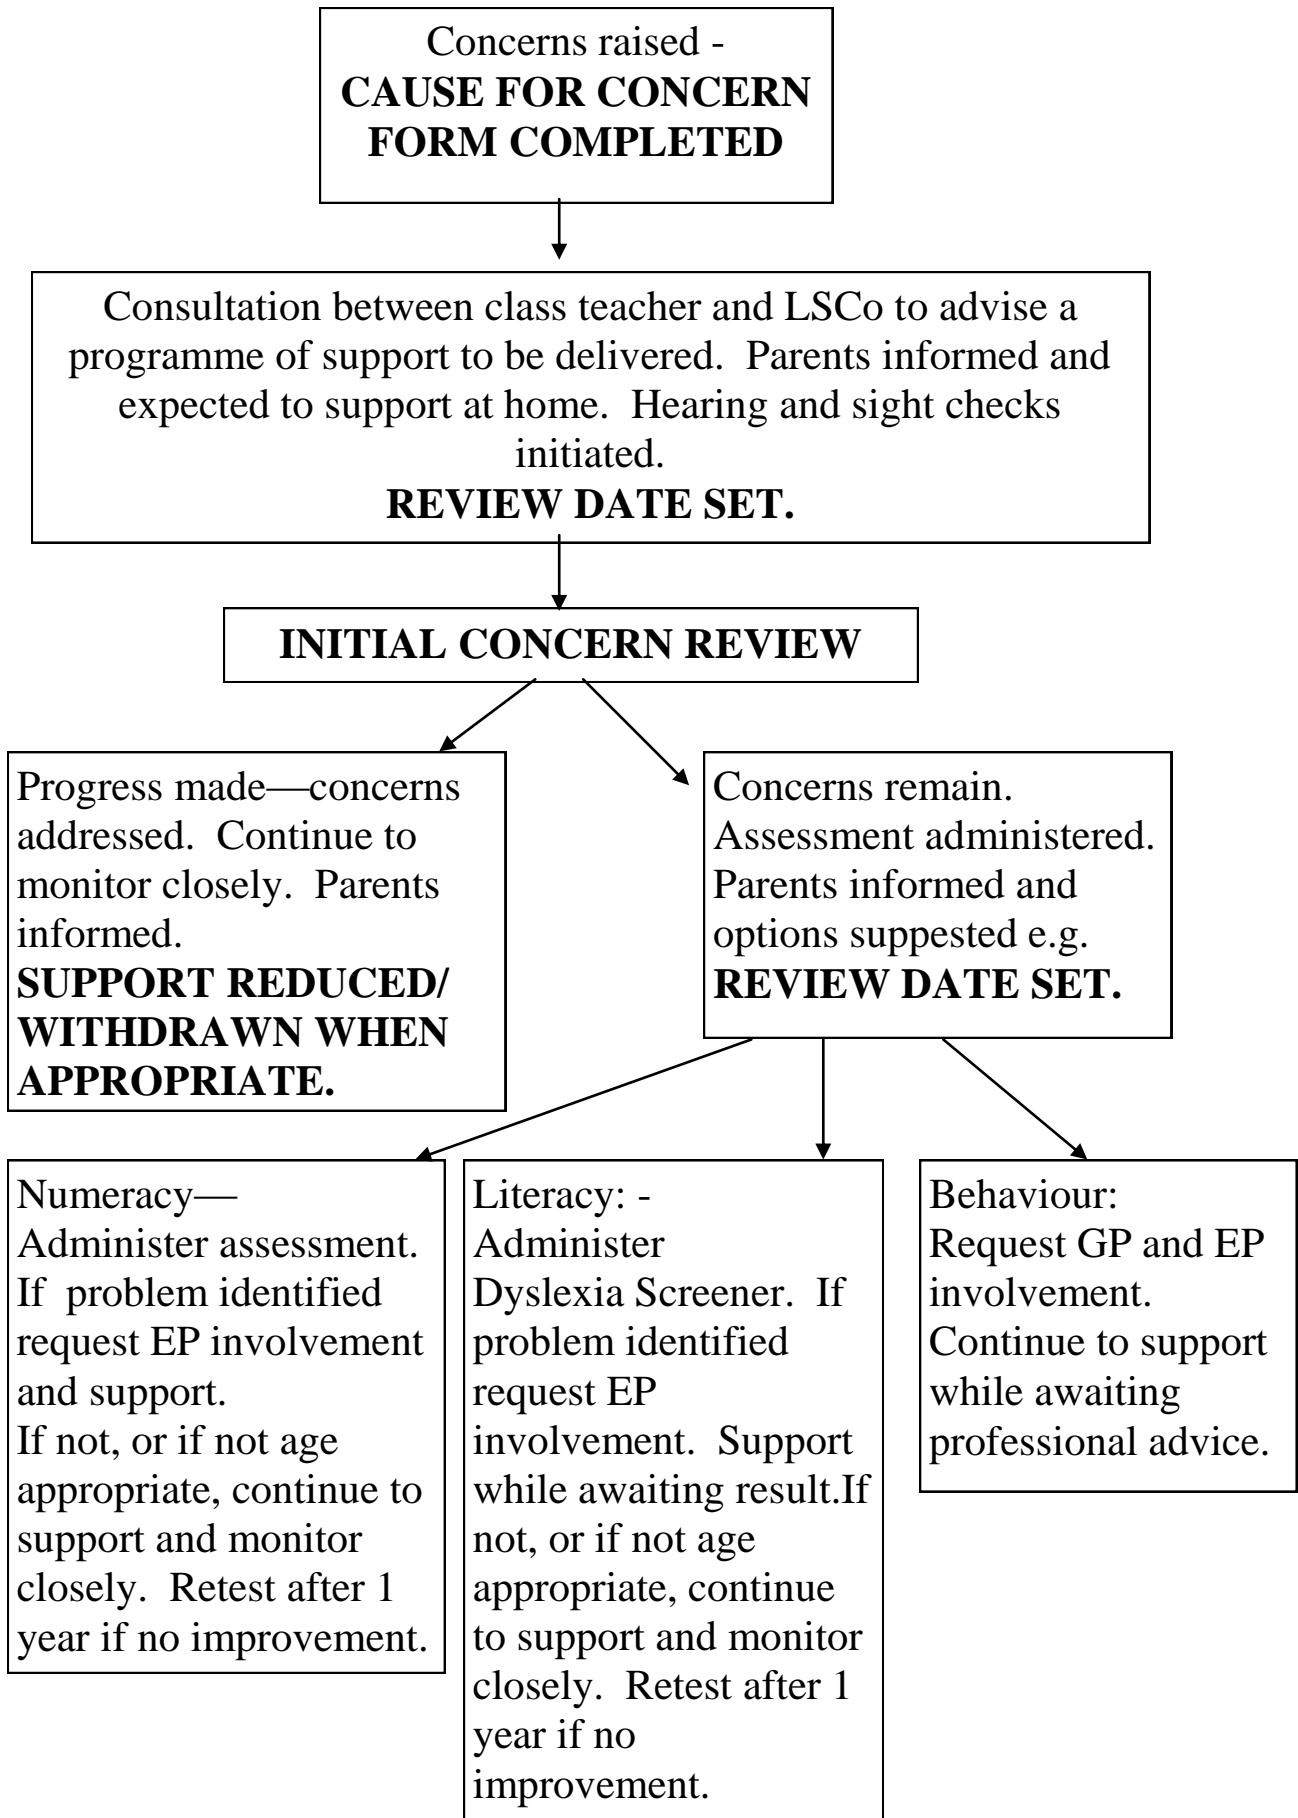 Concerns raised -
CAUSE FOR CONCERN
FORM COMPLETED
Consultation between class teacher and LSCo to advise a
programme of support to be delivered.  Parents informed and
expected to support at home.  Hearing and sight checks
initiated.
REVIEW DATE SET.
INITIAL CONCERN REVIEW
Progress made—concerns
addressed.  Continue to
monitor closely.  Parents
informed.
SUPPORT REDUCED/
WITHDRAWN WHEN
APPROPRIATE.
Concerns remain.
Assessment administered.
Parents informed and
options suppested e.g.
REVIEW DATE SET.
Numeracy—
Administer assessment.
If  problem identified
request EP involvement
and support.
If not, or if not age
appropriate, continue to
support and monitor
closely.  Retest after 1
year if no improvement.
Literacy: -
Administer
Dyslexia Screener.  If
problem identified
request EP
involvement.  Support
while awaiting result.If
not, or if not age
appropriate, continue
to support and monitor
closely.  Retest after 1
year if no
improvement.
Behaviour:
Request GP and EP
involvement.
Continue to support
while awaiting
professional advice.